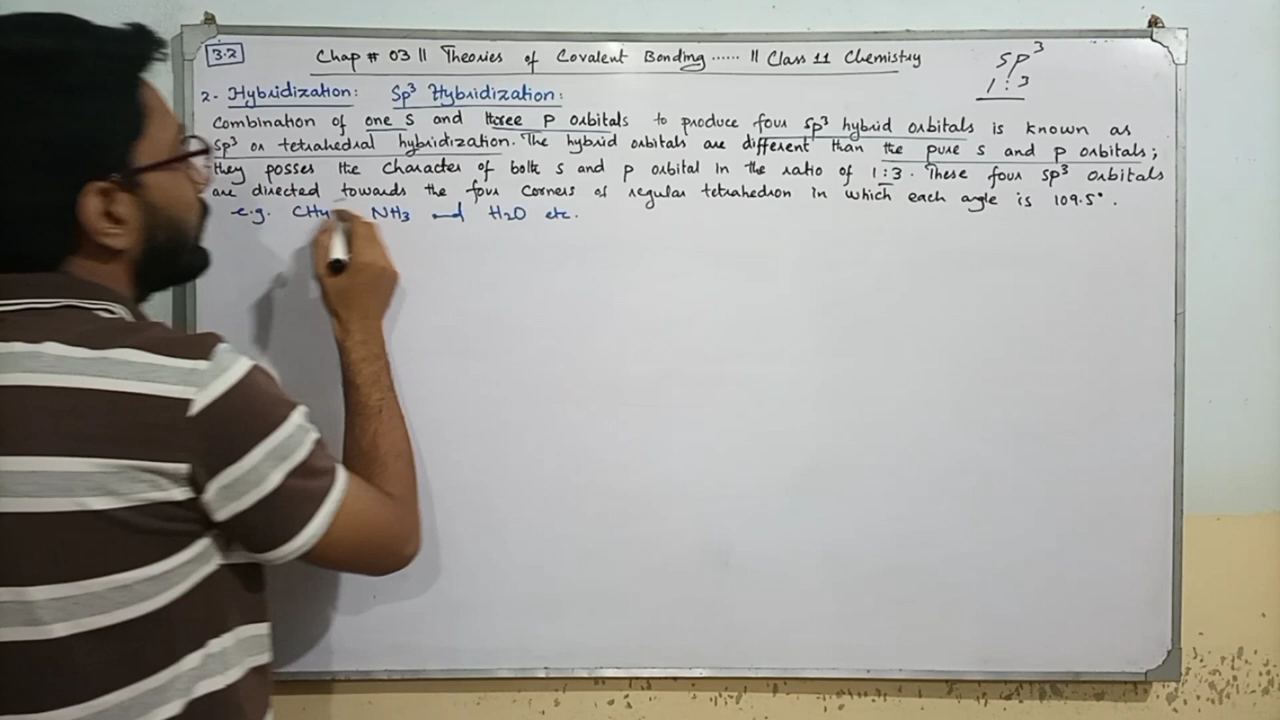 3.2
Chap # 03 || Theories of Covalent Bonding ...... || Class 11 Chemistry
sp³
1 : 3
2- Hybridization: Sp³ Hybridization:
Combination of one s and three p orbitals to produce four sp³ hybrid orbitals is known as
sp³ or tetrahedral hybridization. The hybrid orbitals are different than the pure s and p orbitals;
they posses the character of both s and p orbital in the ratio of 1:3. These four sp³ orbitals
are directed towards the four corners of regular tetrahedron in which each angle is 109.5°.
e.g. CH4 NH3 and H2O etc.